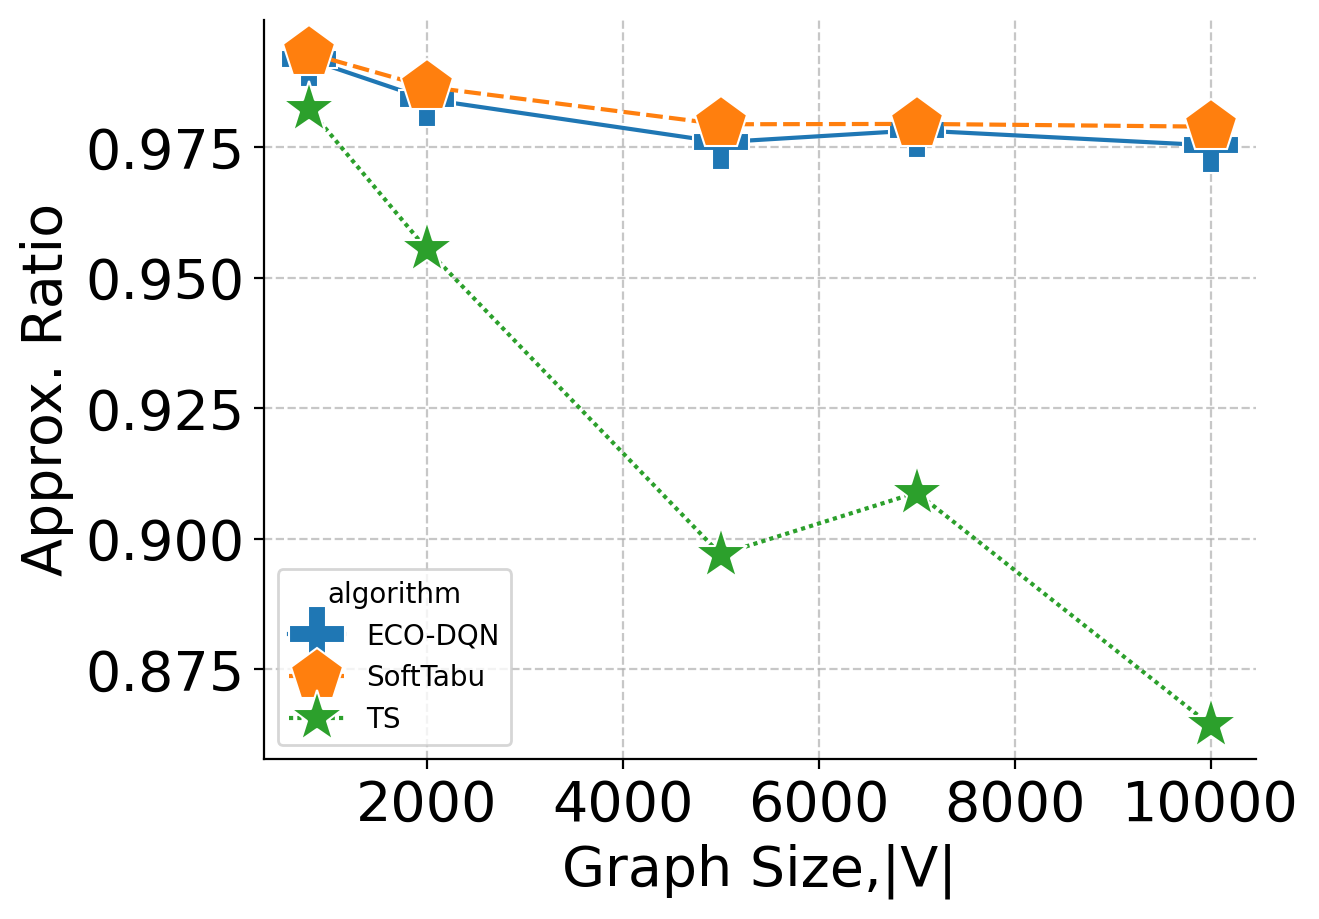 0.975
0.950
0.925
0.900
0.875
Approx. Ratio
algorithm
ECO-DQN
SoftTabu
TS
2000 4000 6000 8000 10000
Graph Size,|V|